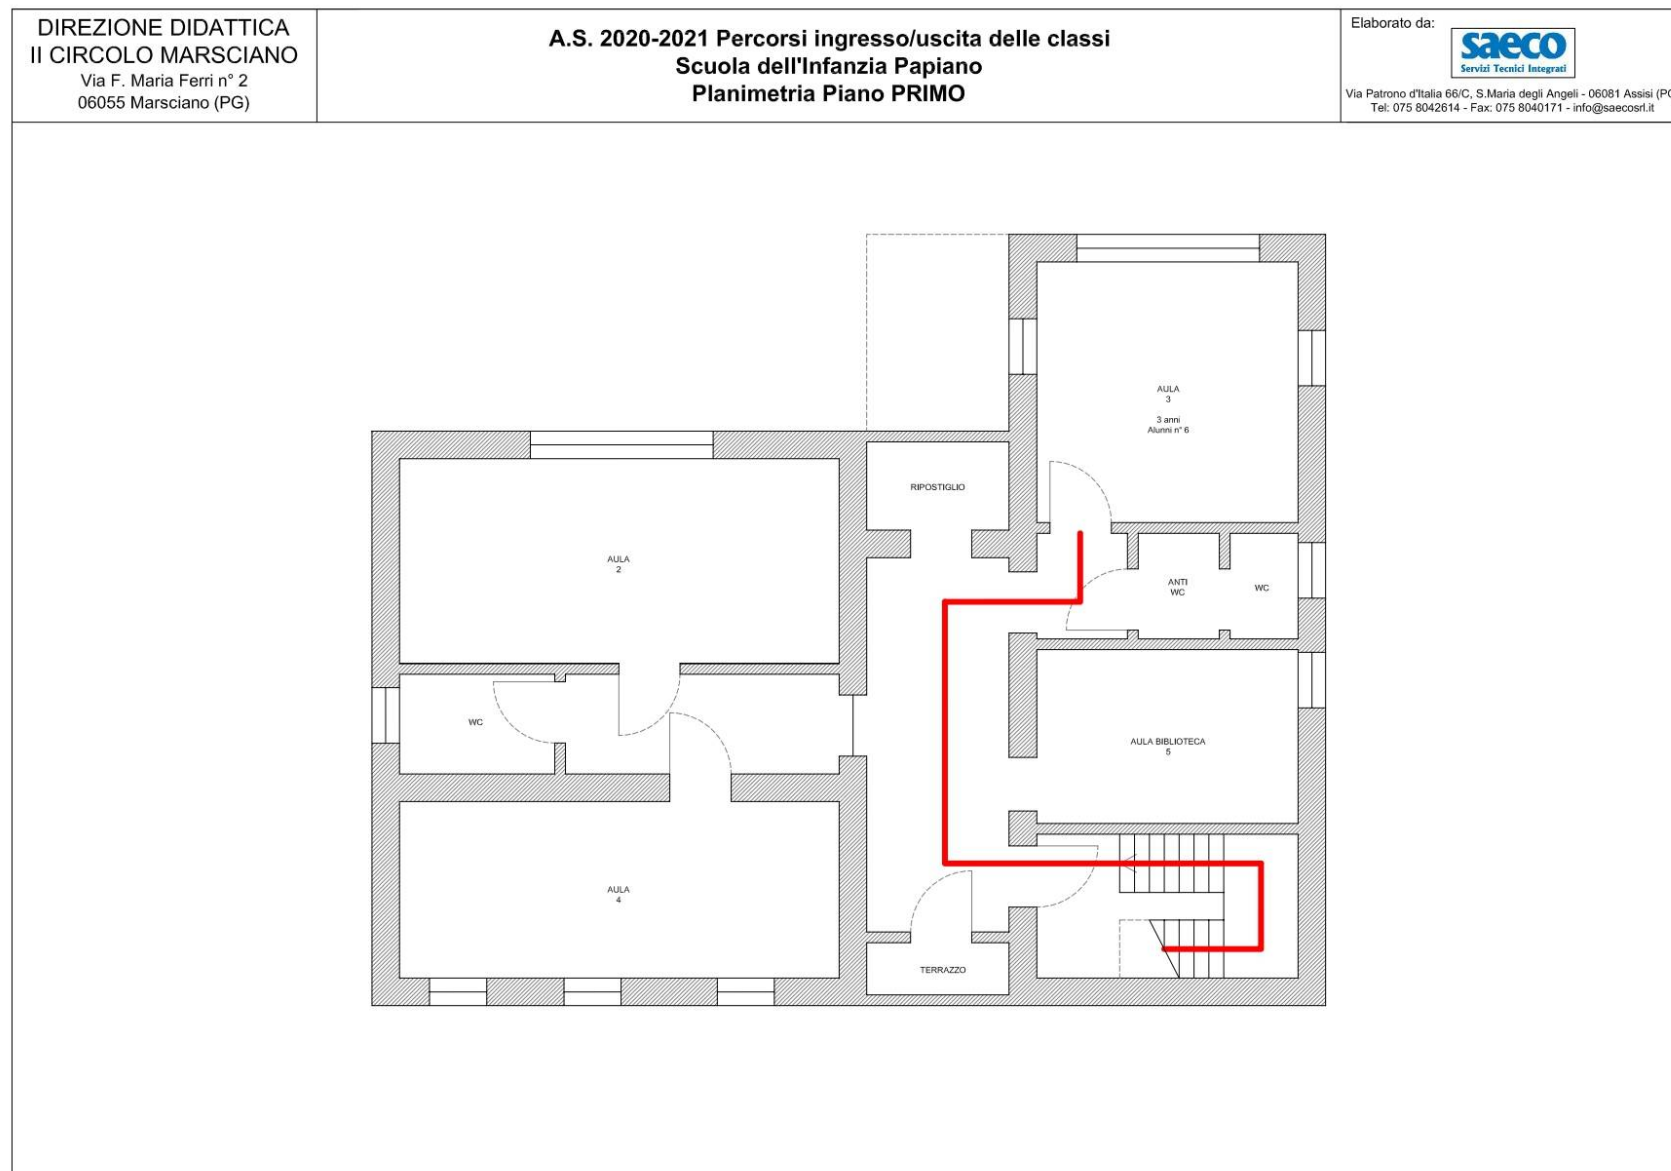 DIREZIONE DIDATTICA
II CIRCOLO MARSCIANO
Via F. Maria Ferri n° 2
06055 Marsciano (PG)
A.S. 2020-2021 Percorsi ingresso/uscita delle classi
Scuola dell'Infanzia Papiano
Planimetria Piano PRIMO
Elaborato da:
saeco
Servizi Tecnici Integrati
Via Patrono d'Italia 66/C, S.Maria degli Angeli - 06081 Assisi (PG
Tel: 075 8042614 - Fax: 075 8040171 - info@saecosrl.it
AULA
3
3 anni
Alunni n° 6
RIPOSTIGLIO
AULA
2
ANTI
WC
WC
WC
AULA BIBLIOTECA
5
AULA
4
TERRAZZO